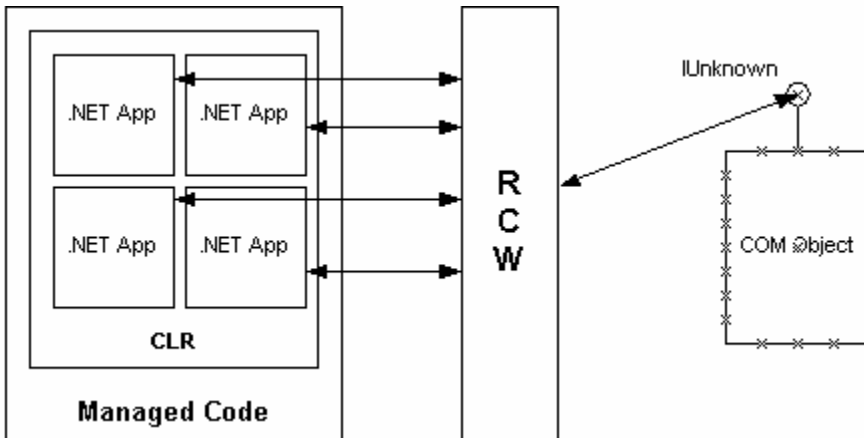 .NET App
.NET App
IUnknown
.NET App
.NET App
R
C
W
COM Object
CLR
Managed Code